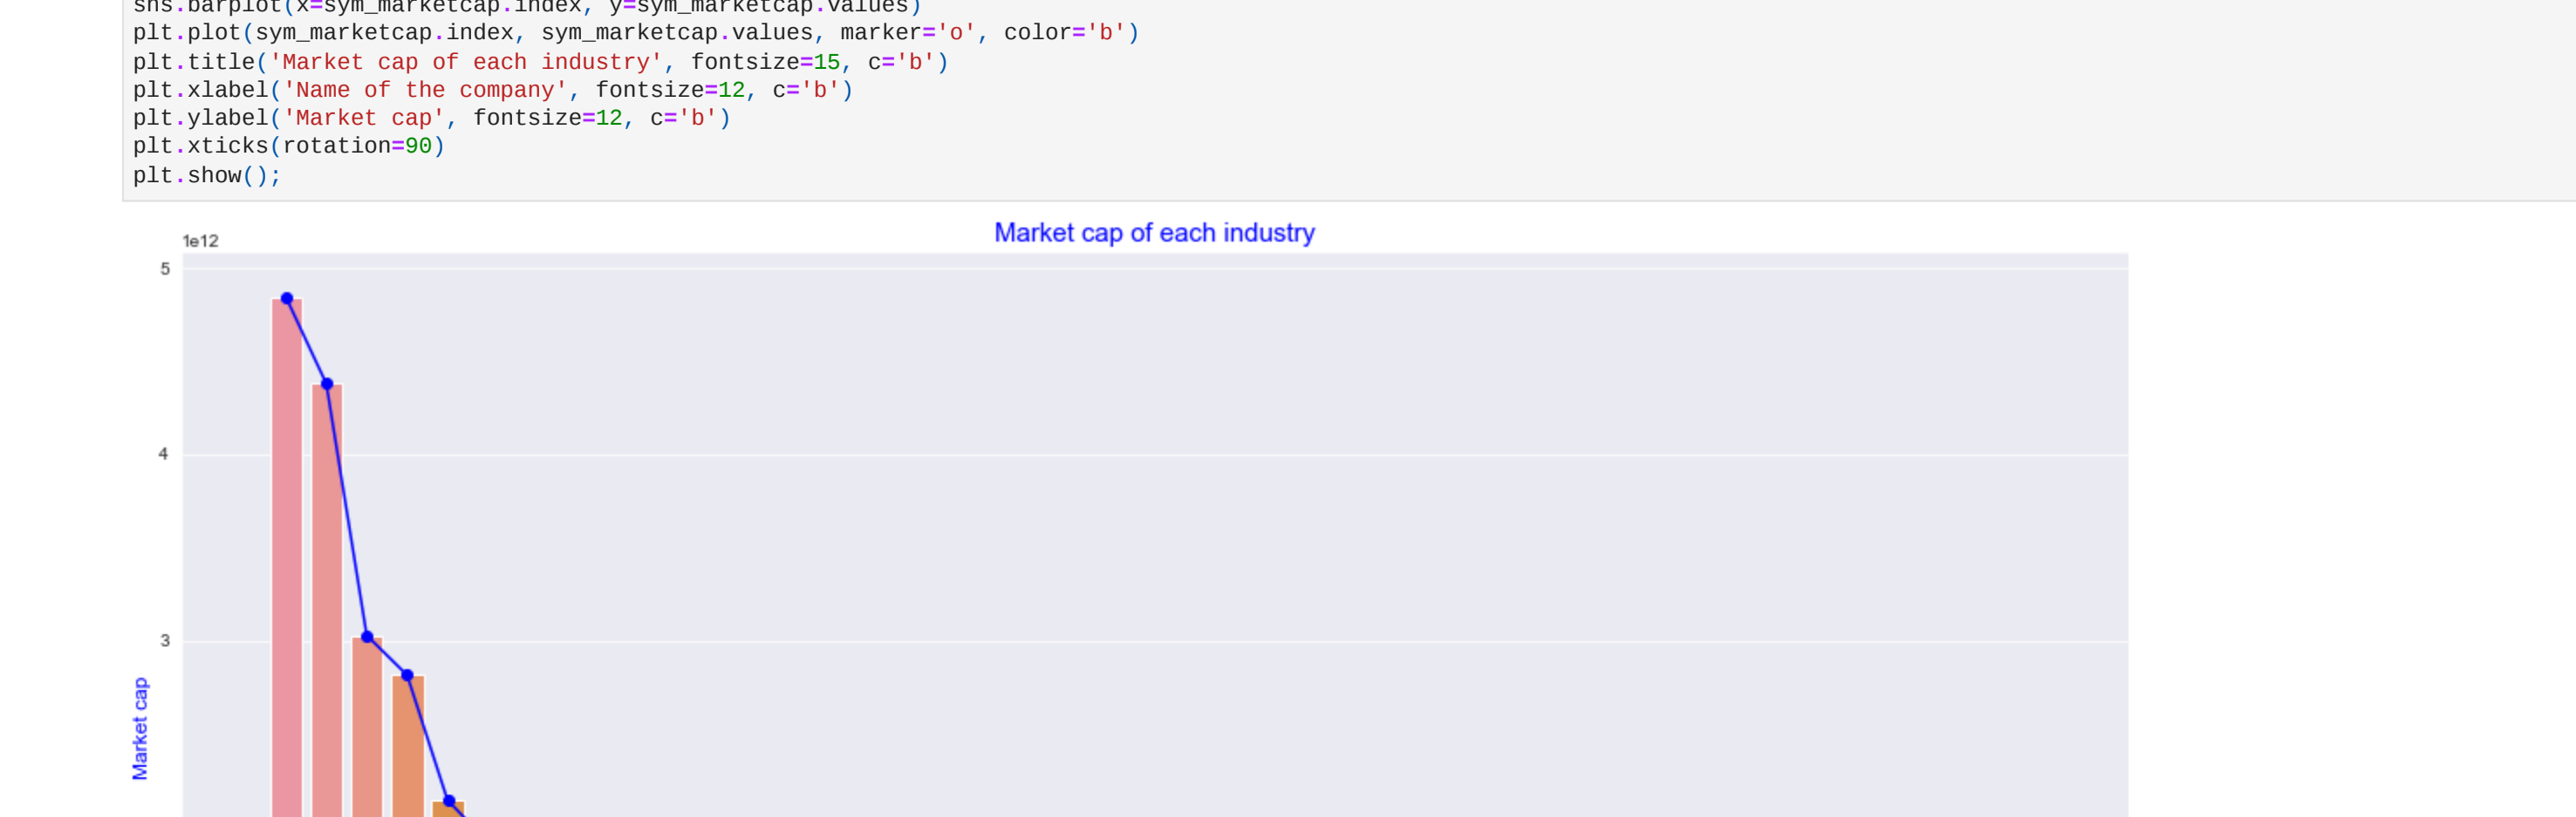 sns.barplot(x=sym_marketcap.index, y=sym_marketcap.values)
plt.plot(sym_marketcap.index, sym_marketcap.values, marker='o', color='b')
plt.title('Market cap of each industry', fontsize=15, c='b')
plt.xlabel('Name of the company', fontsize=12, c='b')
plt.ylabel('Market cap', fontsize=12, c='b')
plt.xticks(rotation=90)
plt.show();
Market cap of each industry
1e12
5
4
3
Market cap